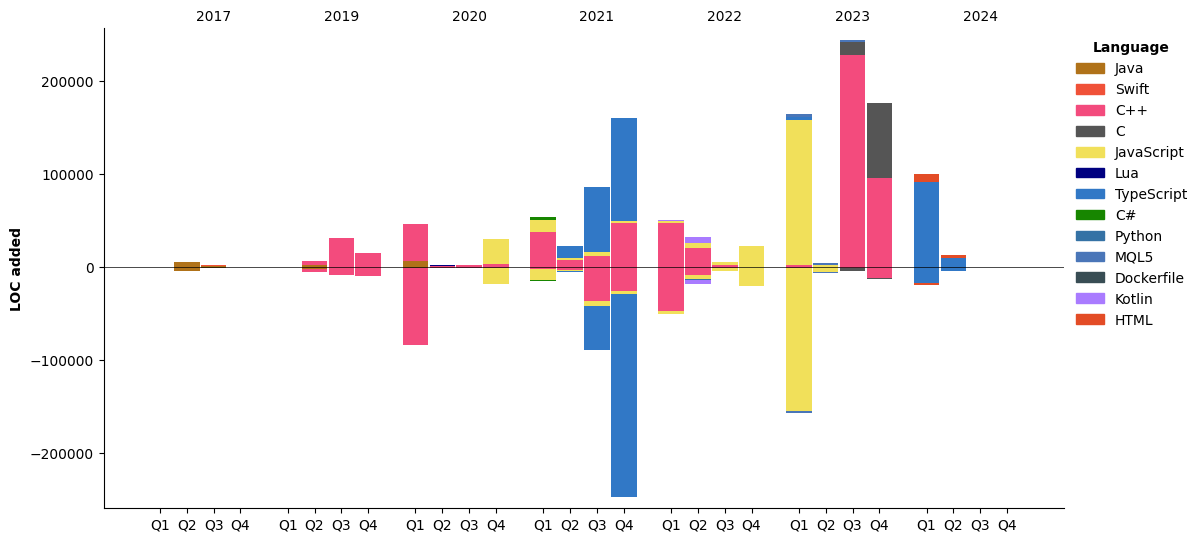 2017 2019 2020 2021 2022 2023 2024
LOC added
200000
100000
0
−100000
−200000
Q1 Q2 Q3 Q4 Q1 Q2 Q3 Q4 Q1 Q2 Q3 Q4 Q1 Q2 Q3 Q4 Q1 Q2 Q3 Q4 Q1 Q2 Q3 Q4 Q1 Q2 Q3 Q4
Language
Java
Swift
C++
C
JavaScript
Lua
TypeScript
C#
Python
MQL5
Dockerfile
Kotlin
HTML